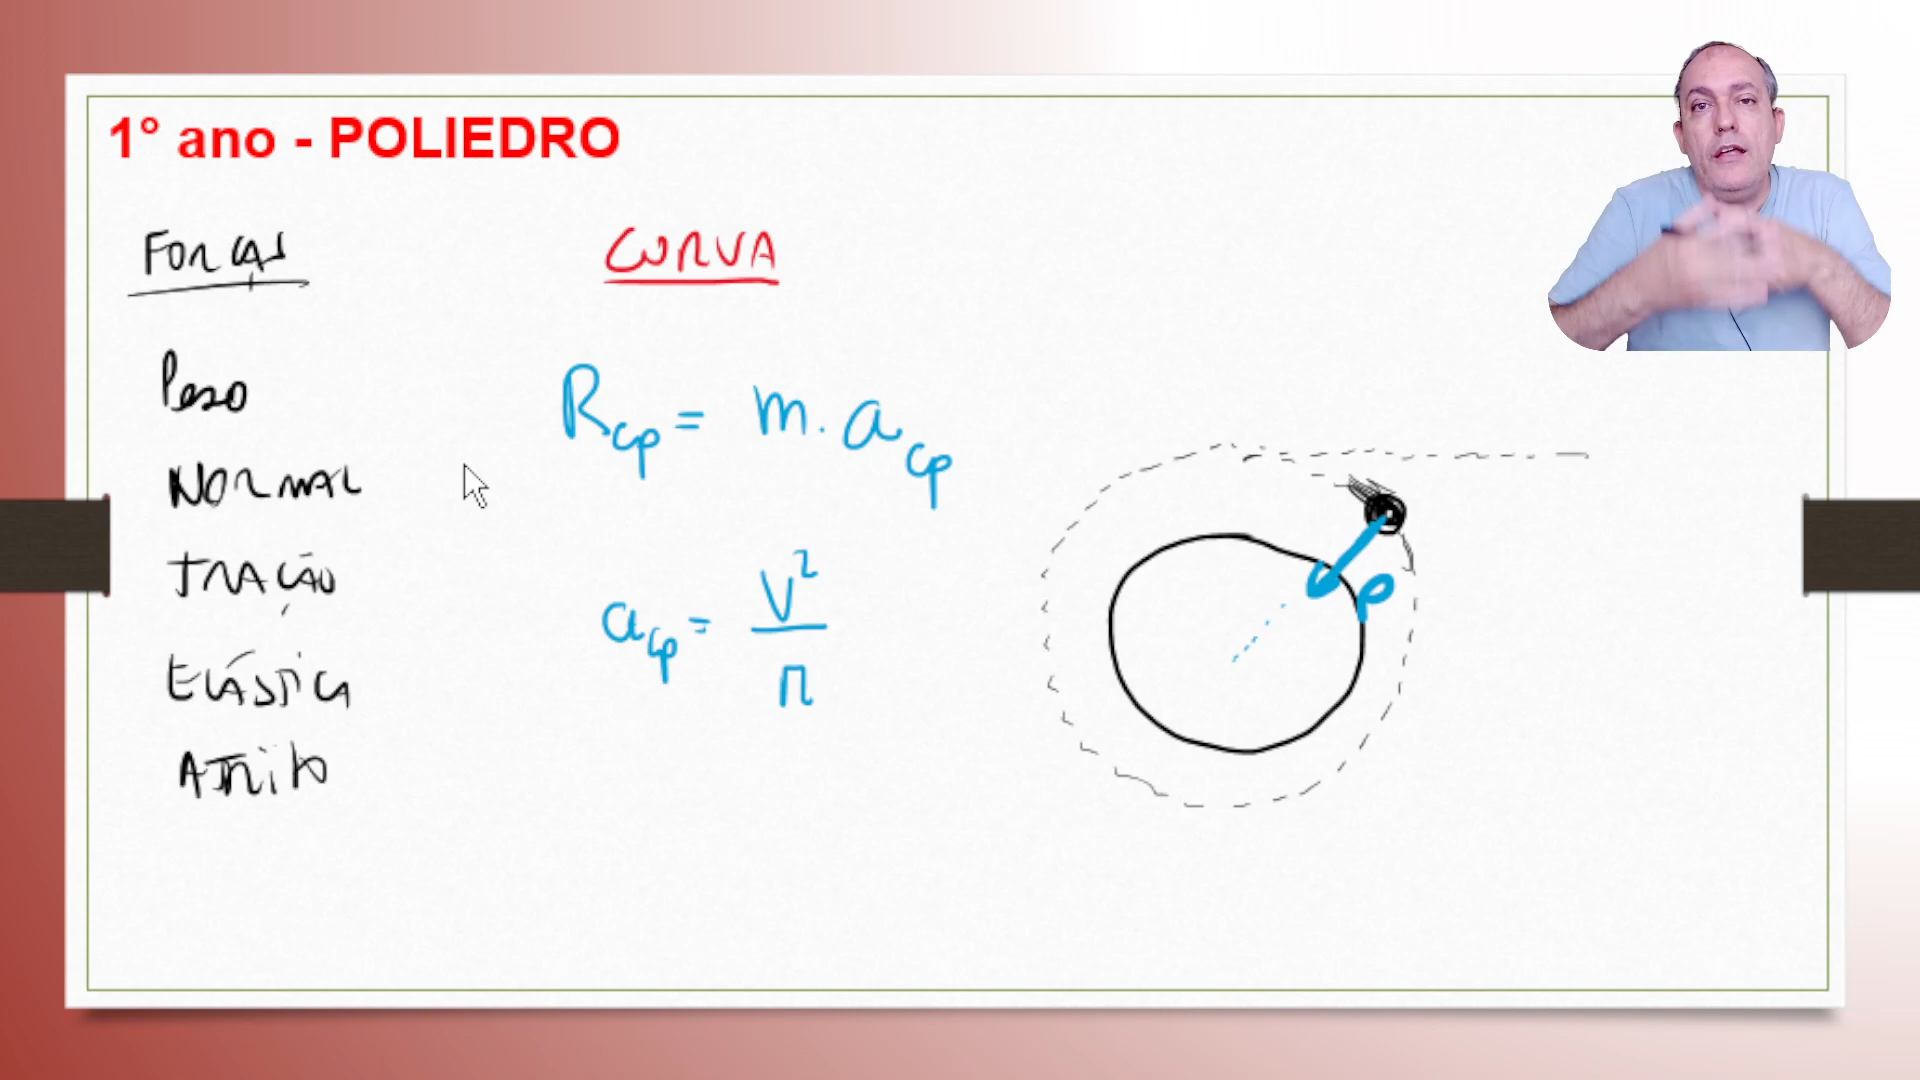 1° ano - POLIEDRO
FORÇAS
CURVA
Peso
NORMAL
TRAÇÃO
ELÁSTICA
ATRITO
Rcp = m. acp
acp = V²/r
P